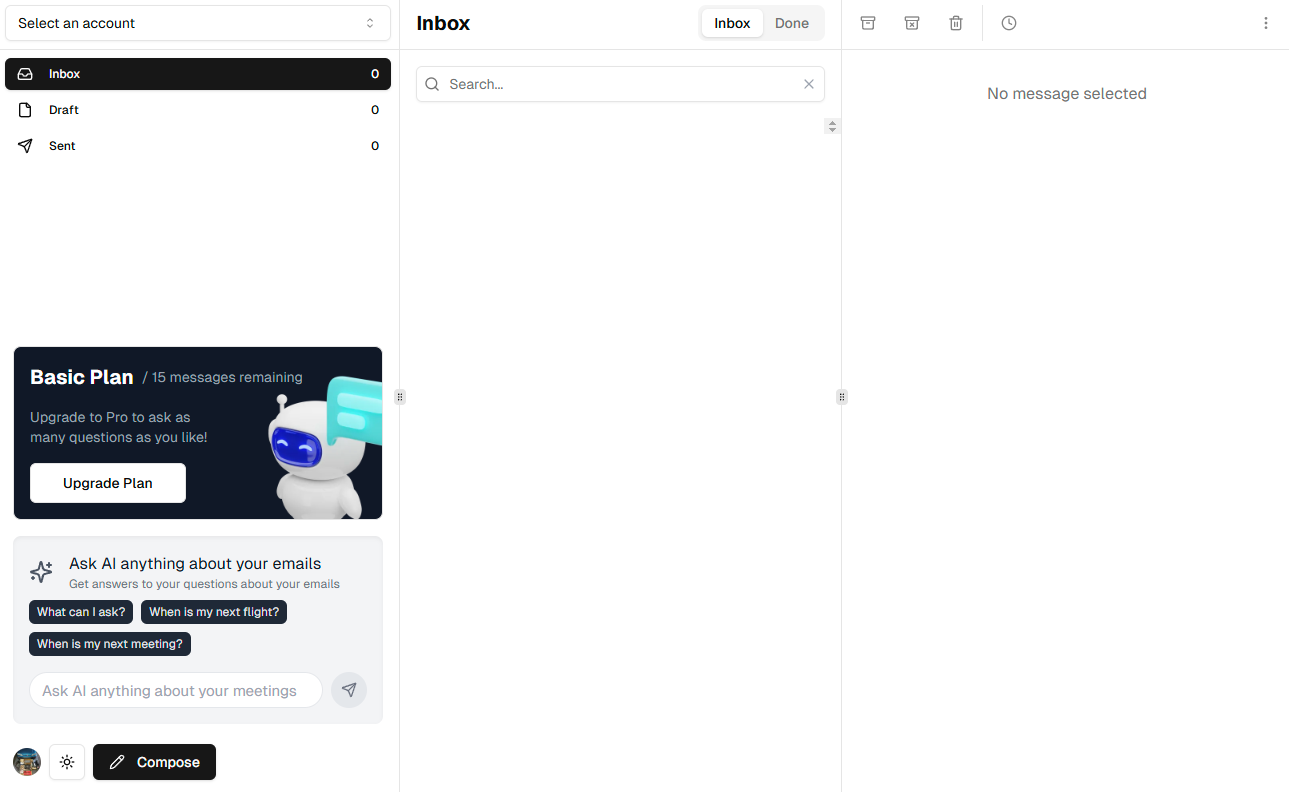 Select an account
Inbox 0
Draft 0
Sent 0
Basic Plan / 15 messages remaining
Upgrade to Pro to ask as
many questions as you like!
Upgrade Plan
Ask AI anything about your emails
Get answers to your questions about your emails
What can I ask? When is my next flight?
When is my next meeting?
Ask AI anything about your meetings
Compose
Inbox
Inbox Done
Search...
No message selected